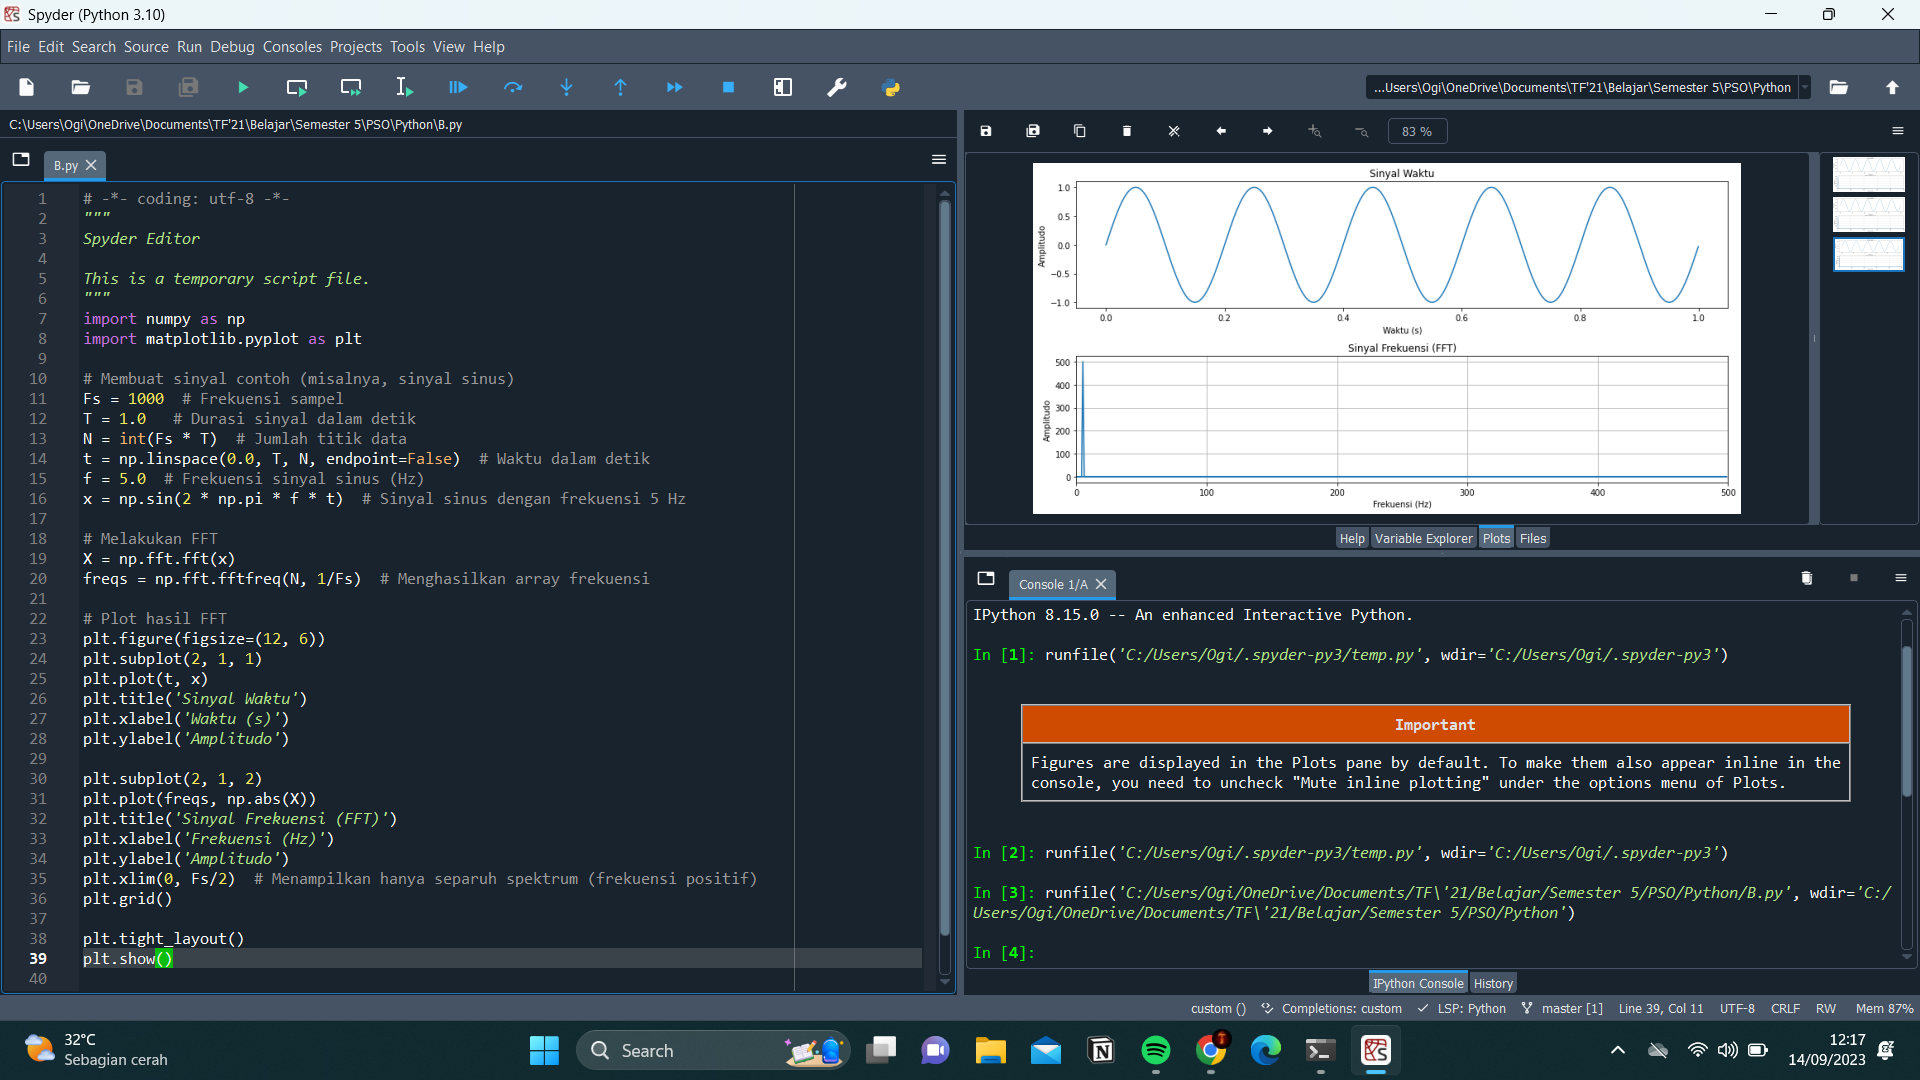 Spyder (Python 3.10)
File Edit Search Source Run Debug Consoles Projects Tools View Help
...Users\Ogi\OneDrive\Documents\TF'21\Belajar\Semester 5\PSO\Python
C:\Users\Ogi\OneDrive\Documents\TF'21\Belajar\Semester 5\PSO\Python\B.py
B.py
1 # -*- coding: utf-8 -*-
2 """
3 Spyder Editor
4
5 This is a temporary script file.
6 """
7 import numpy as np
8 import matplotlib.pyplot as plt
9
10 # Membuat sinyal contoh (misalnya, sinyal sinus)
11 Fs = 1000  # Frekuensi sampel
12 T = 1.0   # Durasi sinyal dalam detik
13 N = int(Fs * T)  # Jumlah titik data
14 t = np.linspace(0.0, T, N, endpoint=False)  # Waktu dalam detik
15 f = 5.0  # Frekuensi sinyal sinus (Hz)
16 x = np.sin(2 * np.pi * f * t)  # Sinyal sinus dengan frekuensi 5 Hz
17
18 # Melakukan FFT
19 X = np.fft.fft(x)
20 freqs = np.fft.fftfreq(N, 1/Fs)  # Menghasilkan array frekuensi
21
22 # Plot hasil FFT
23 plt.figure(figsize=(12, 6))
24 plt.subplot(2, 1, 1)
25 plt.plot(t, x)
26 plt.title('Sinyal Waktu')
27 plt.xlabel('Waktu (s)')
28 plt.ylabel('Amplitudo')
29
30 plt.subplot(2, 1, 2)
31 plt.plot(freqs, np.abs(X))
32 plt.title('Sinyal Frekuensi (FFT)')
33 plt.xlabel('Frekuensi (Hz)')
34 plt.ylabel('Amplitudo')
35 plt.xlim(0, Fs/2)  # Menampilkan hanya separuh spektrum (frekuensi positif)
36 plt.grid()
37
38 plt.tight_layout()
39 plt.show()
40
83 %
Sinyal Waktu
Amplitudo
1.0
0.5
0.0
−0.5
−1.0
0.0 0.2 0.4 0.6 0.8 1.0
Waktu (s)
Sinyal Frekuensi (FFT)
Amplitudo
500
400
300
200
100
0
0 100 200 300 400 500
Frekuensi (Hz)
Help Variable Explorer Plots Files
Console 1/A
IPython 8.15.0 -- An enhanced Interactive Python.
In [1]: runfile('C:/Users/Ogi/.spyder-py3/temp.py', wdir='C:/Users/Ogi/.spyder-py3')
Important
Figures are displayed in the Plots pane by default. To make them also appear inline in the
console, you need to uncheck "Mute inline plotting" under the options menu of Plots.
In [2]: runfile('C:/Users/Ogi/.spyder-py3/temp.py', wdir='C:/Users/Ogi/.spyder-py3')
In [3]: runfile('C:/Users/Ogi/OneDrive/Documents/TF\'21/Belajar/Semester 5/PSO/Python/B.py', wdir='C:/
Users/Ogi/OneDrive/Documents/TF\'21/Belajar/Semester 5/PSO/Python')
In [4]:
IPython Console History
custom () Completions: custom LSP: Python master [1] Line 39, Col 11 UTF-8 CRLF RW Mem 87%
32°C
Sebagian cerah
Search
12:17
14/09/2023